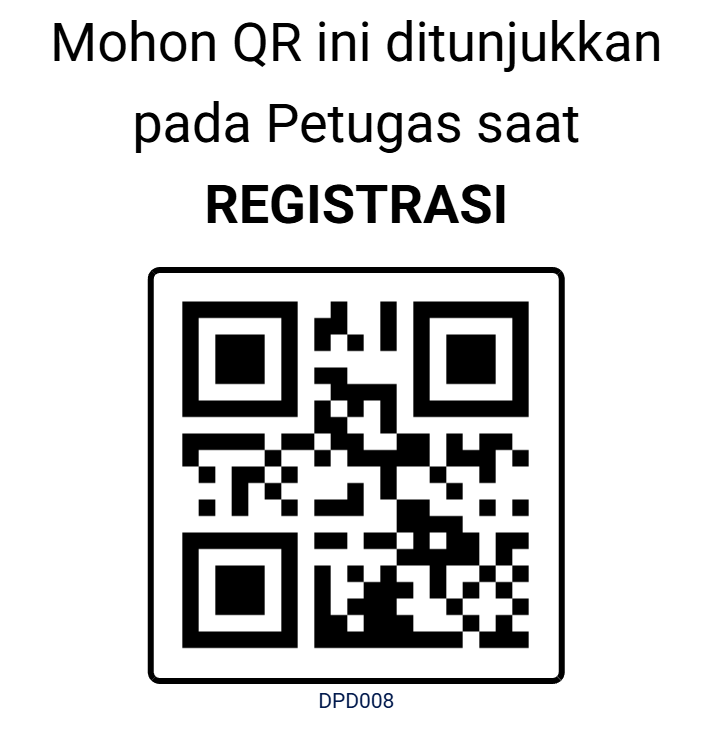 Mohon QR ini ditunjukkan
pada Petugas saat
REGISTRASI
DPD008